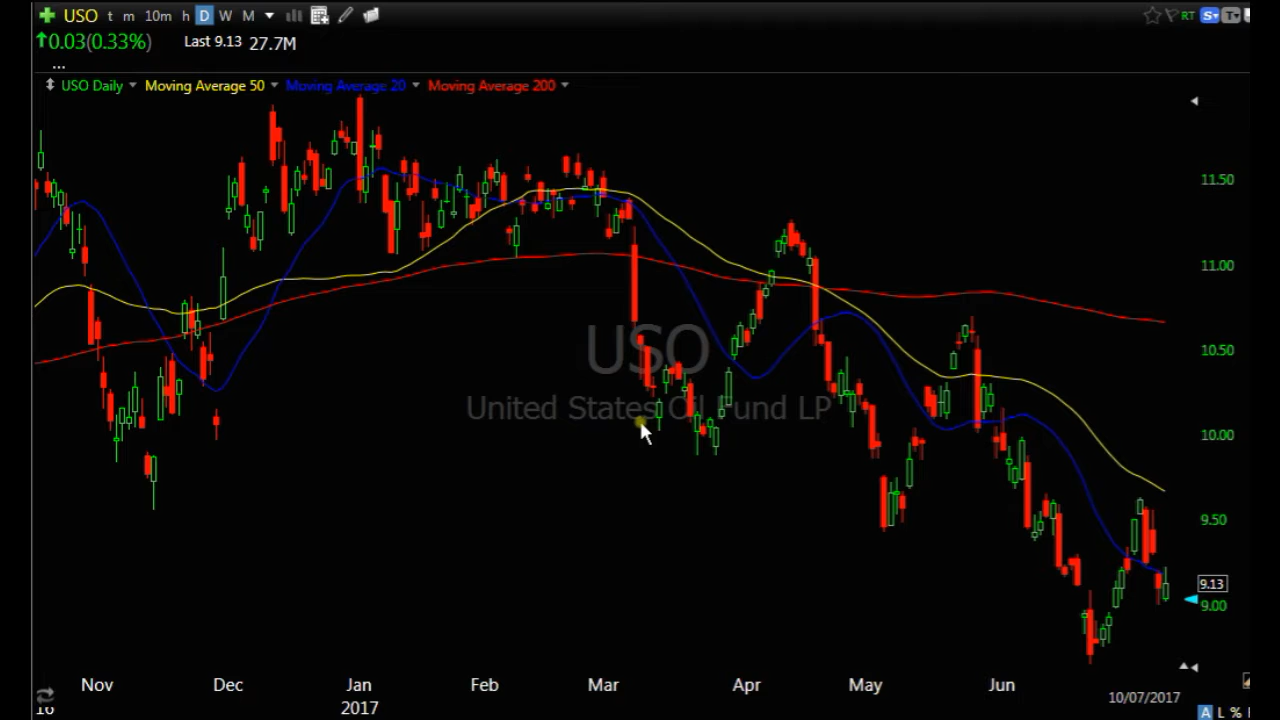 USO t m 10m h D W M RT S T
0.03(0.33%) Last 9.13 27.7M
...
USO Daily Moving Average 50 Moving Average 20 Moving Average 200
11.50
11.00
10.50
10.00
9.50
9.13
9.00
USO
United States Oil Fund LP
Nov Dec Jan Feb Mar Apr May Jun
16 2017 10/07/2017
A L %